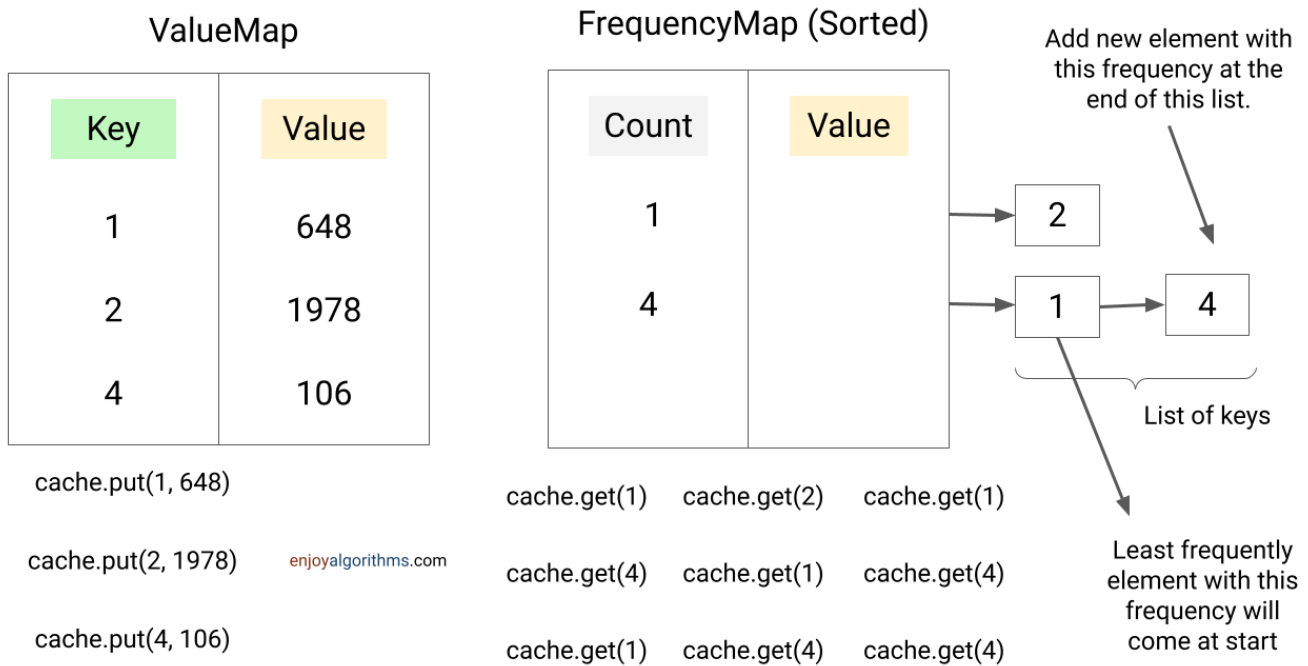 ValueMap
Key Value
1 648
2 1978
4 106
cache.put(1, 648)
cache.put(2, 1978)
cache.put(4, 106)
enjoyalgorithms.com
FrequencyMap (Sorted)
Count Value
1 2
4 1 4
Add new element with
this frequency at the
end of this list.
List of keys
cache.get(1) cache.get(2) cache.get(1)
cache.get(4) cache.get(1) cache.get(4)
cache.get(1) cache.get(4) cache.get(4)
Least frequently
element with this
frequency will
come at start